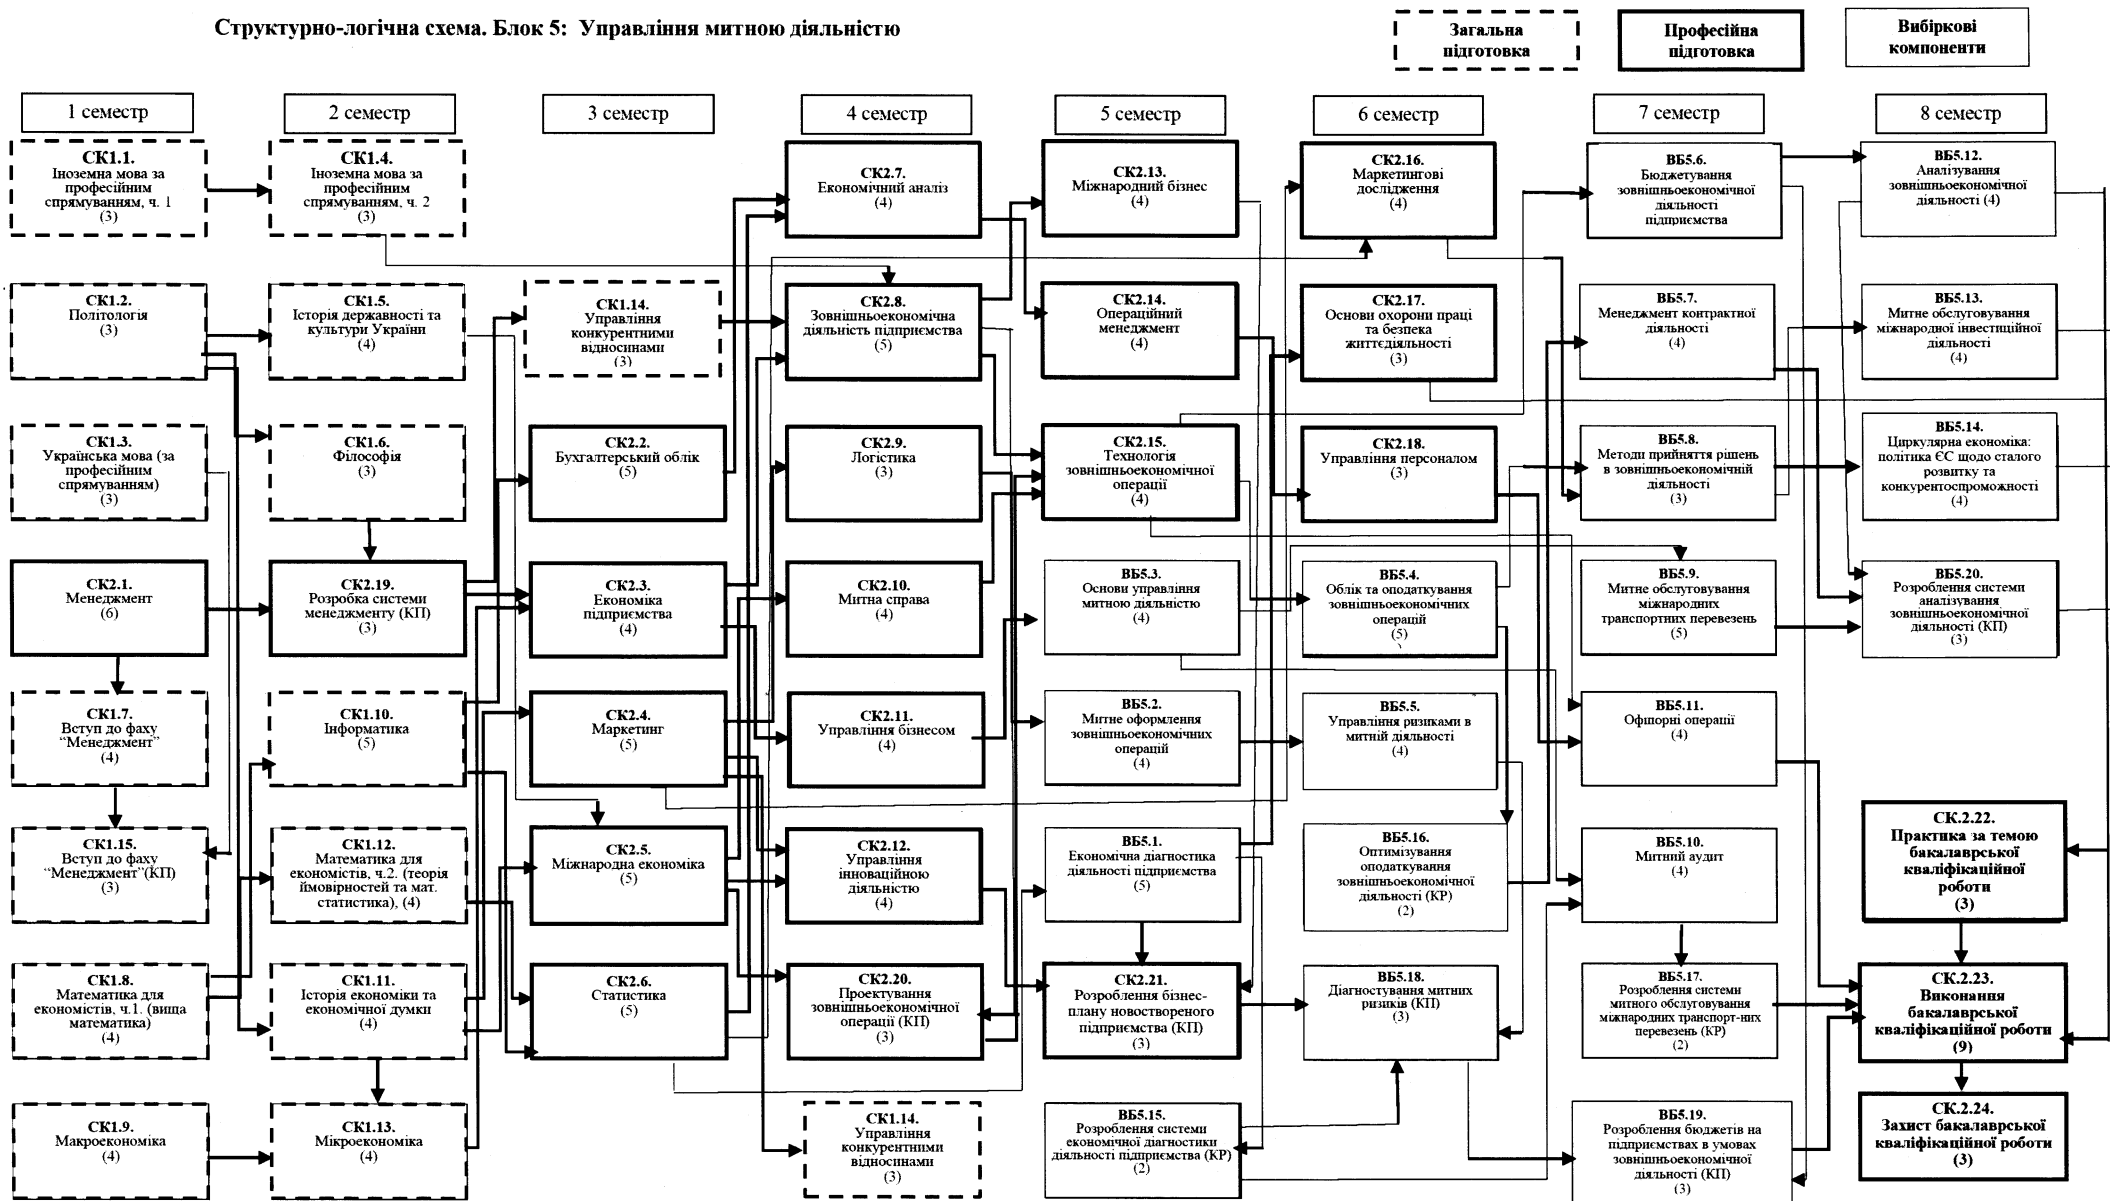 Структурно-логічна схема. Блок 5: Управління митною діяльністю
Загальна
підготовка
Професійна
підготовка
Вибіркові
компоненти
1 семестр
2 семестр
3 семестр
4 семестр
5 семестр
6 семестр
7 семестр
8 семестр
СК1.1.
Іноземна мова за
професійним
спрямуванням, ч. 1
(3)
СК1.2.
Політологія
(3)
СК1.3.
Українська мова (за
професійним
спрямуванням)
(3)
СК2.1.
Менеджмент
(6)
СК1.7.
Вступ до фаху
“Менеджмент”
(4)
СК1.15.
Вступ до фаху
“Менеджмент”(КП)
(3)
СК1.8.
Математика для
економістів, ч.1. (вища
математика)
(4)
СК1.9.
Макроекономіка
(4)
СК1.4.
Іноземна мова за
професійним
спрямуванням, ч. 2
(3)
СК1.5.
Історія державності та
культури України
(4)
СК1.6.
Філософія
(3)
СК2.19.
Розробка системи
менеджменту (КП)
(3)
СК1.10.
Інформатика
(5)
СК1.12.
Математика для
економістів, ч.2. (теорія
ймовірностей та мат.
статистика), (4)
СК1.11.
Історія економіки та
економічної думки
(4)
СК1.13.
Мікроекономіка
(4)
СК1.14.
Управління
конкурентними
відносинами
(3)
СК2.2.
Бухгалтерський облік
(5)
СК2.3.
Економіка
підприємства
(4)
СК2.4.
Маркетинг
(5)
СК2.5.
Міжнародна економіка
(5)
СК2.6.
Статистика
(5)
СК2.7.
Економічний аналіз
(4)
СК2.8.
Зовнішньоекономічна
діяльність підприємства
(5)
СК2.9.
Логістика
(3)
СК2.10.
Митна справа
(4)
СК2.11.
Управління бізнесом
(4)
СК2.12.
Управління
інноваційною
діяльністю
(4)
СК2.20.
Проектування
зовнішньоекономічної
операції (КП)
(3)
СК1.14.
Управління
конкурентними
відносинами
(3)
СК2.13.
Міжнародний бізнес
(4)
СК2.14.
Операційний
менеджмент
(4)
СК2.15.
Технологія
зовнішньоекономічної
операції
(4)
ВБ5.3.
Основи управління
митною діяльністю
(4)
ВБ5.2.
Митне оформлення
зовнішньоекономічних
операцій
(4)
ВБ5.1.
Економічна діагностика
діяльності підприємства
(5)
СК2.21.
Розроблення бізнес-
плану новоствореного
підприємства (КП)
(3)
ВБ5.15.
Розроблення системи
економічної діагностики
діяльності підприємства (КР)
(2)
СК2.16.
Маркетингові
дослідження
(4)
СК2.17.
Основи охорони праці
та безпека
життєдіяльності
(3)
СК2.18.
Управління персоналом
(3)
ВБ5.4.
Облік та оподаткування
зовнішньоекономічних
операцій
(5)
ВБ5.5.
Управління ризиками в
митній діяльності
(4)
ВБ5.16.
Оптимізування
оподаткування
зовнішньоекономічної
діяльності (КР)
(2)
ВБ5.18.
Діагностування митних
ризиків (КП)
(3)
ВБ5.6.
Бюджетування
зовнішньоекономічної
діяльності
підприємства
ВБ5.7.
Менеджмент контрактної
діяльності
(4)
ВБ5.8.
Методи прийняття рішень
в зовнішньоекономічній
діяльності
(3)
ВБ5.9.
Митне обслуговування
міжнародних
транспортних перевезень
(5)
ВБ5.11.
Офшорні операції
(4)
ВБ5.10.
Митний аудит
(4)
ВБ5.17.
Розроблення системи
митного обслуговування
міжнародних транспорт-них
перевезень (КР)
(2)
ВБ5.19.
Розроблення бюджетів на
підприємствах в умовах
зовнішньоекономічної
діяльності (КП)
(3)
ВБ5.12.
Аналізування
зовнішньоекономічної
діяльності (4)
ВБ5.13.
Митне обслуговування
міжнародної інвестиційної
діяльності
(4)
ВБ5.14.
Циркулярна економіка:
політика ЄС щодо сталого
розвитку та
конкурентоспроможності
(4)
ВБ5.20.
Розроблення системи
аналізування
зовнішньоекономічної
діяльності (КП)
(3)
СК.2.22.
Практика за темою
бакалаврської
кваліфікаційної
роботи
(3)
СК.2.23.
Виконання
бакалаврської
кваліфікаційної роботи
(9)
СК.2.24.
Захист бакалаврської
кваліфікаційної роботи
(3)